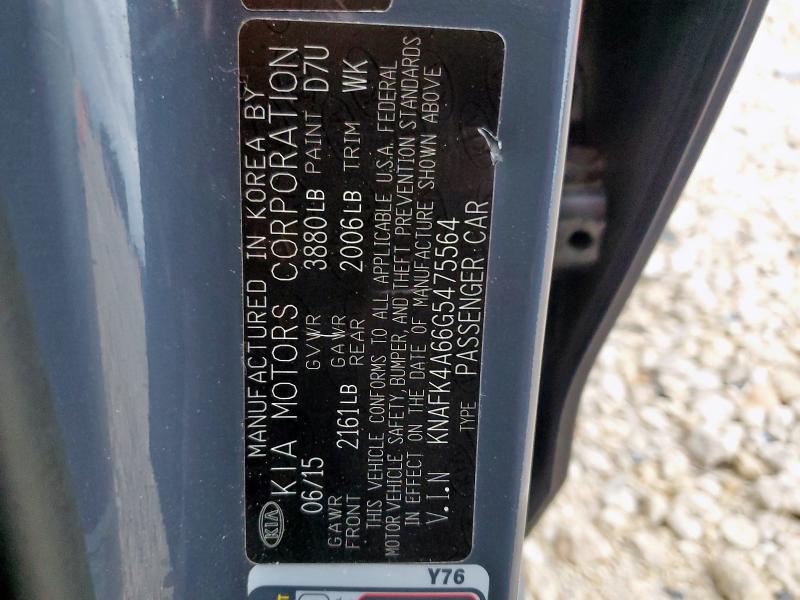 MANUFACTURED IN KOREA BY
KIA MOTORS CORPORATION
KIA
06/15 GVWR 3880LB PAINT D7U
GAWR FRONT 2161LB GAWR REAR 2006LB TRIM WK
THIS VEHICLE CONFORMS TO ALL APPLICABLE U.S.A. FEDERAL
MOTOR VEHICLE SAFETY, BUMPER, AND THEFT PREVENTION STANDARDS
IN EFFECT ON THE DATE OF MANUFACTURE SHOWN ABOVE
V.I.N KNAFK4A66G5475564
TYPE PASSENGER CAR
Y76